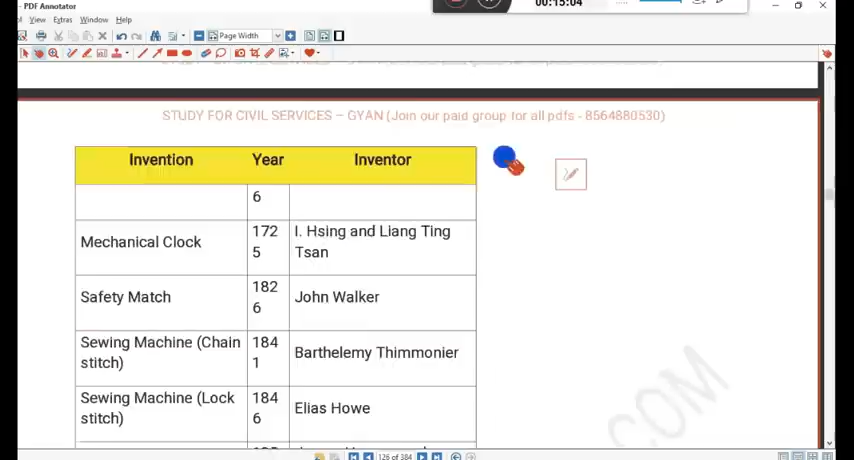 PDF Annotator
View Extras Window Help
00:15:04
Page Width
STUDY FOR CIVIL SERVICES – GYAN (Join our paid group for all pdfs - 8564880530)
Invention Year Inventor
6
Mechanical Clock 172 I. Hsing and Liang Ting
5 Tsan
Safety Match 182 John Walker
6
Sewing Machine (Chain 184 Barthelemy Thimmonier
stitch) 1
Sewing Machine (Lock 184 Elias Howe
stitch) 6
.COM
126 of 384